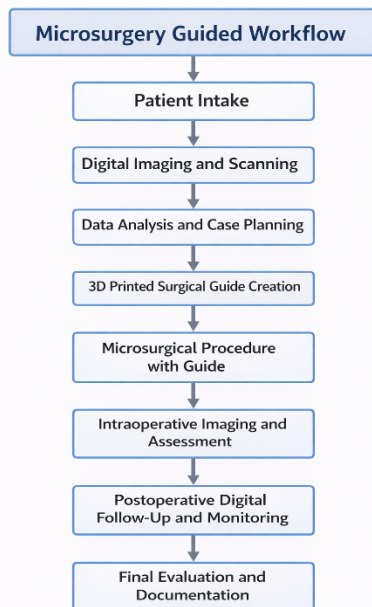 Microsurgery Guided Workflow
Patient Intake
Digital Imaging and Scanning
Data Analysis and Case Planning
3D Printed Surgical Guide Creation
Microsurgical Procedure
with Guide
Intraoperative Imaging and
Assessment
Postoperative Digital
Follow-Up and Monitoring
Final Evaluation and
Documentation